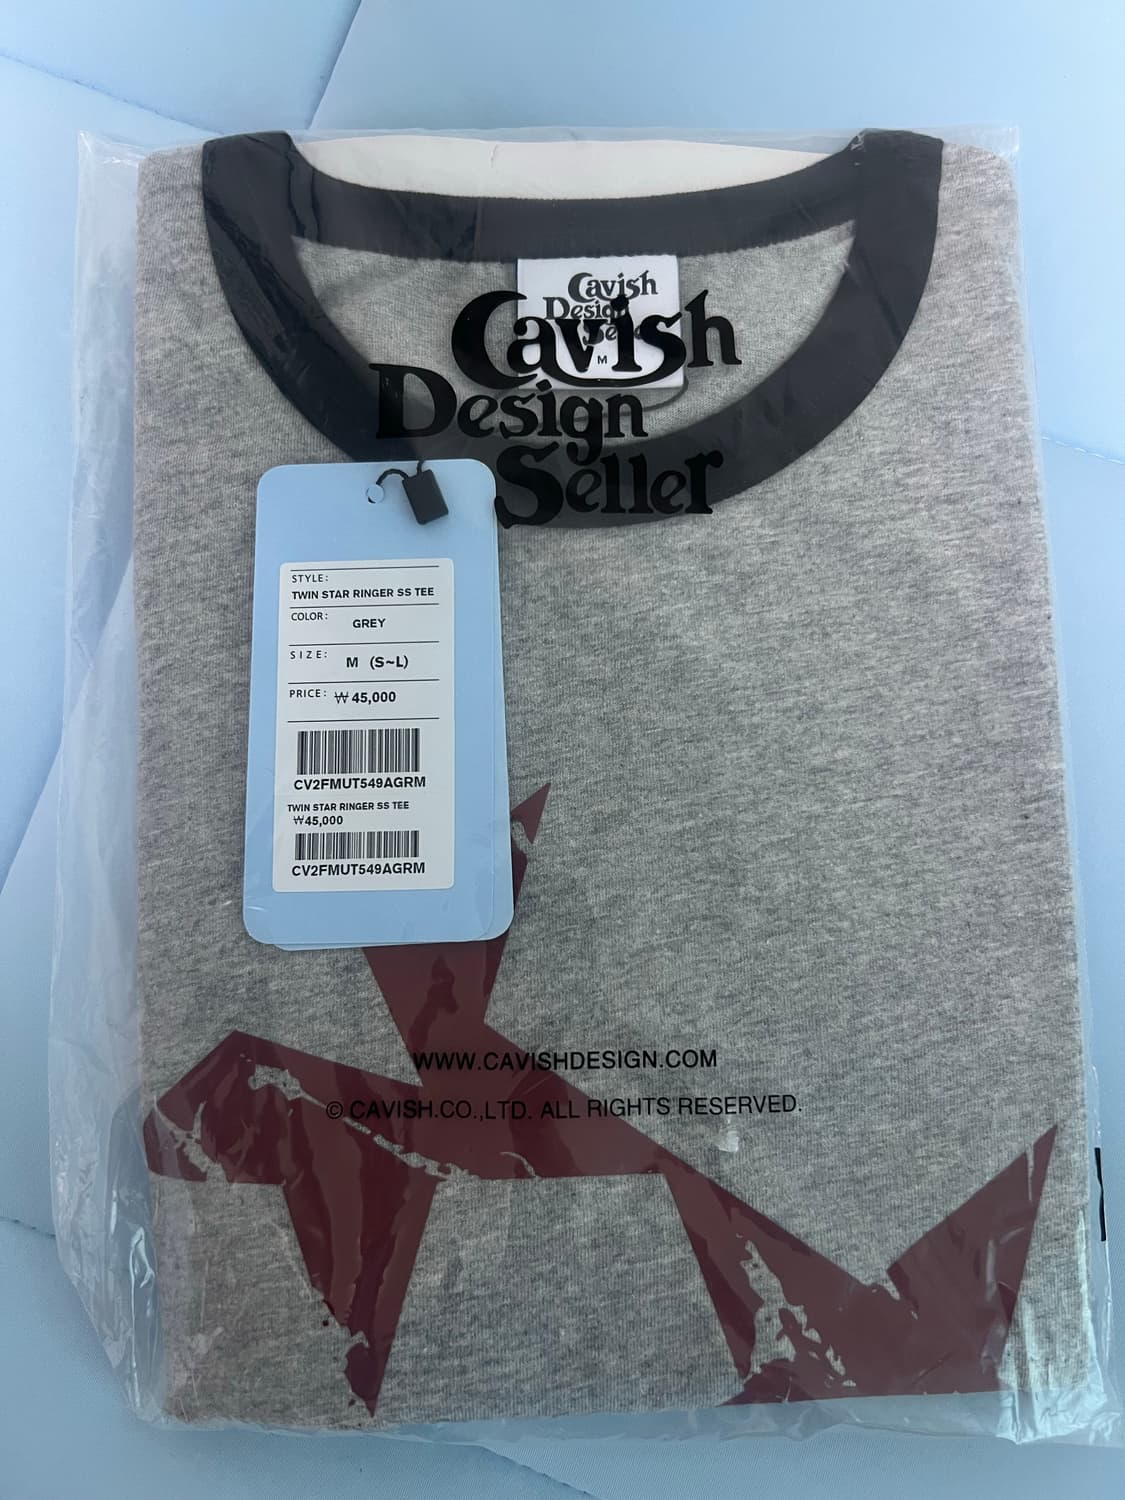 Cavish
Design
Se
M
Cavish
Design
Seller
STYLE:
TWIN STAR RINGER SS TEE
COLOR: GREY
SIZE: M (S~L)
PRICE: ₩ 45,000
CV2FMUT549AGRM
TWIN STAR RINGER SS TEE
₩45,000
CV2FMUT549AGRM
WWW.CAVISHDESIGN.COM
© CAVISH.CO.,LTD. ALL RIGHTS RESERVED.